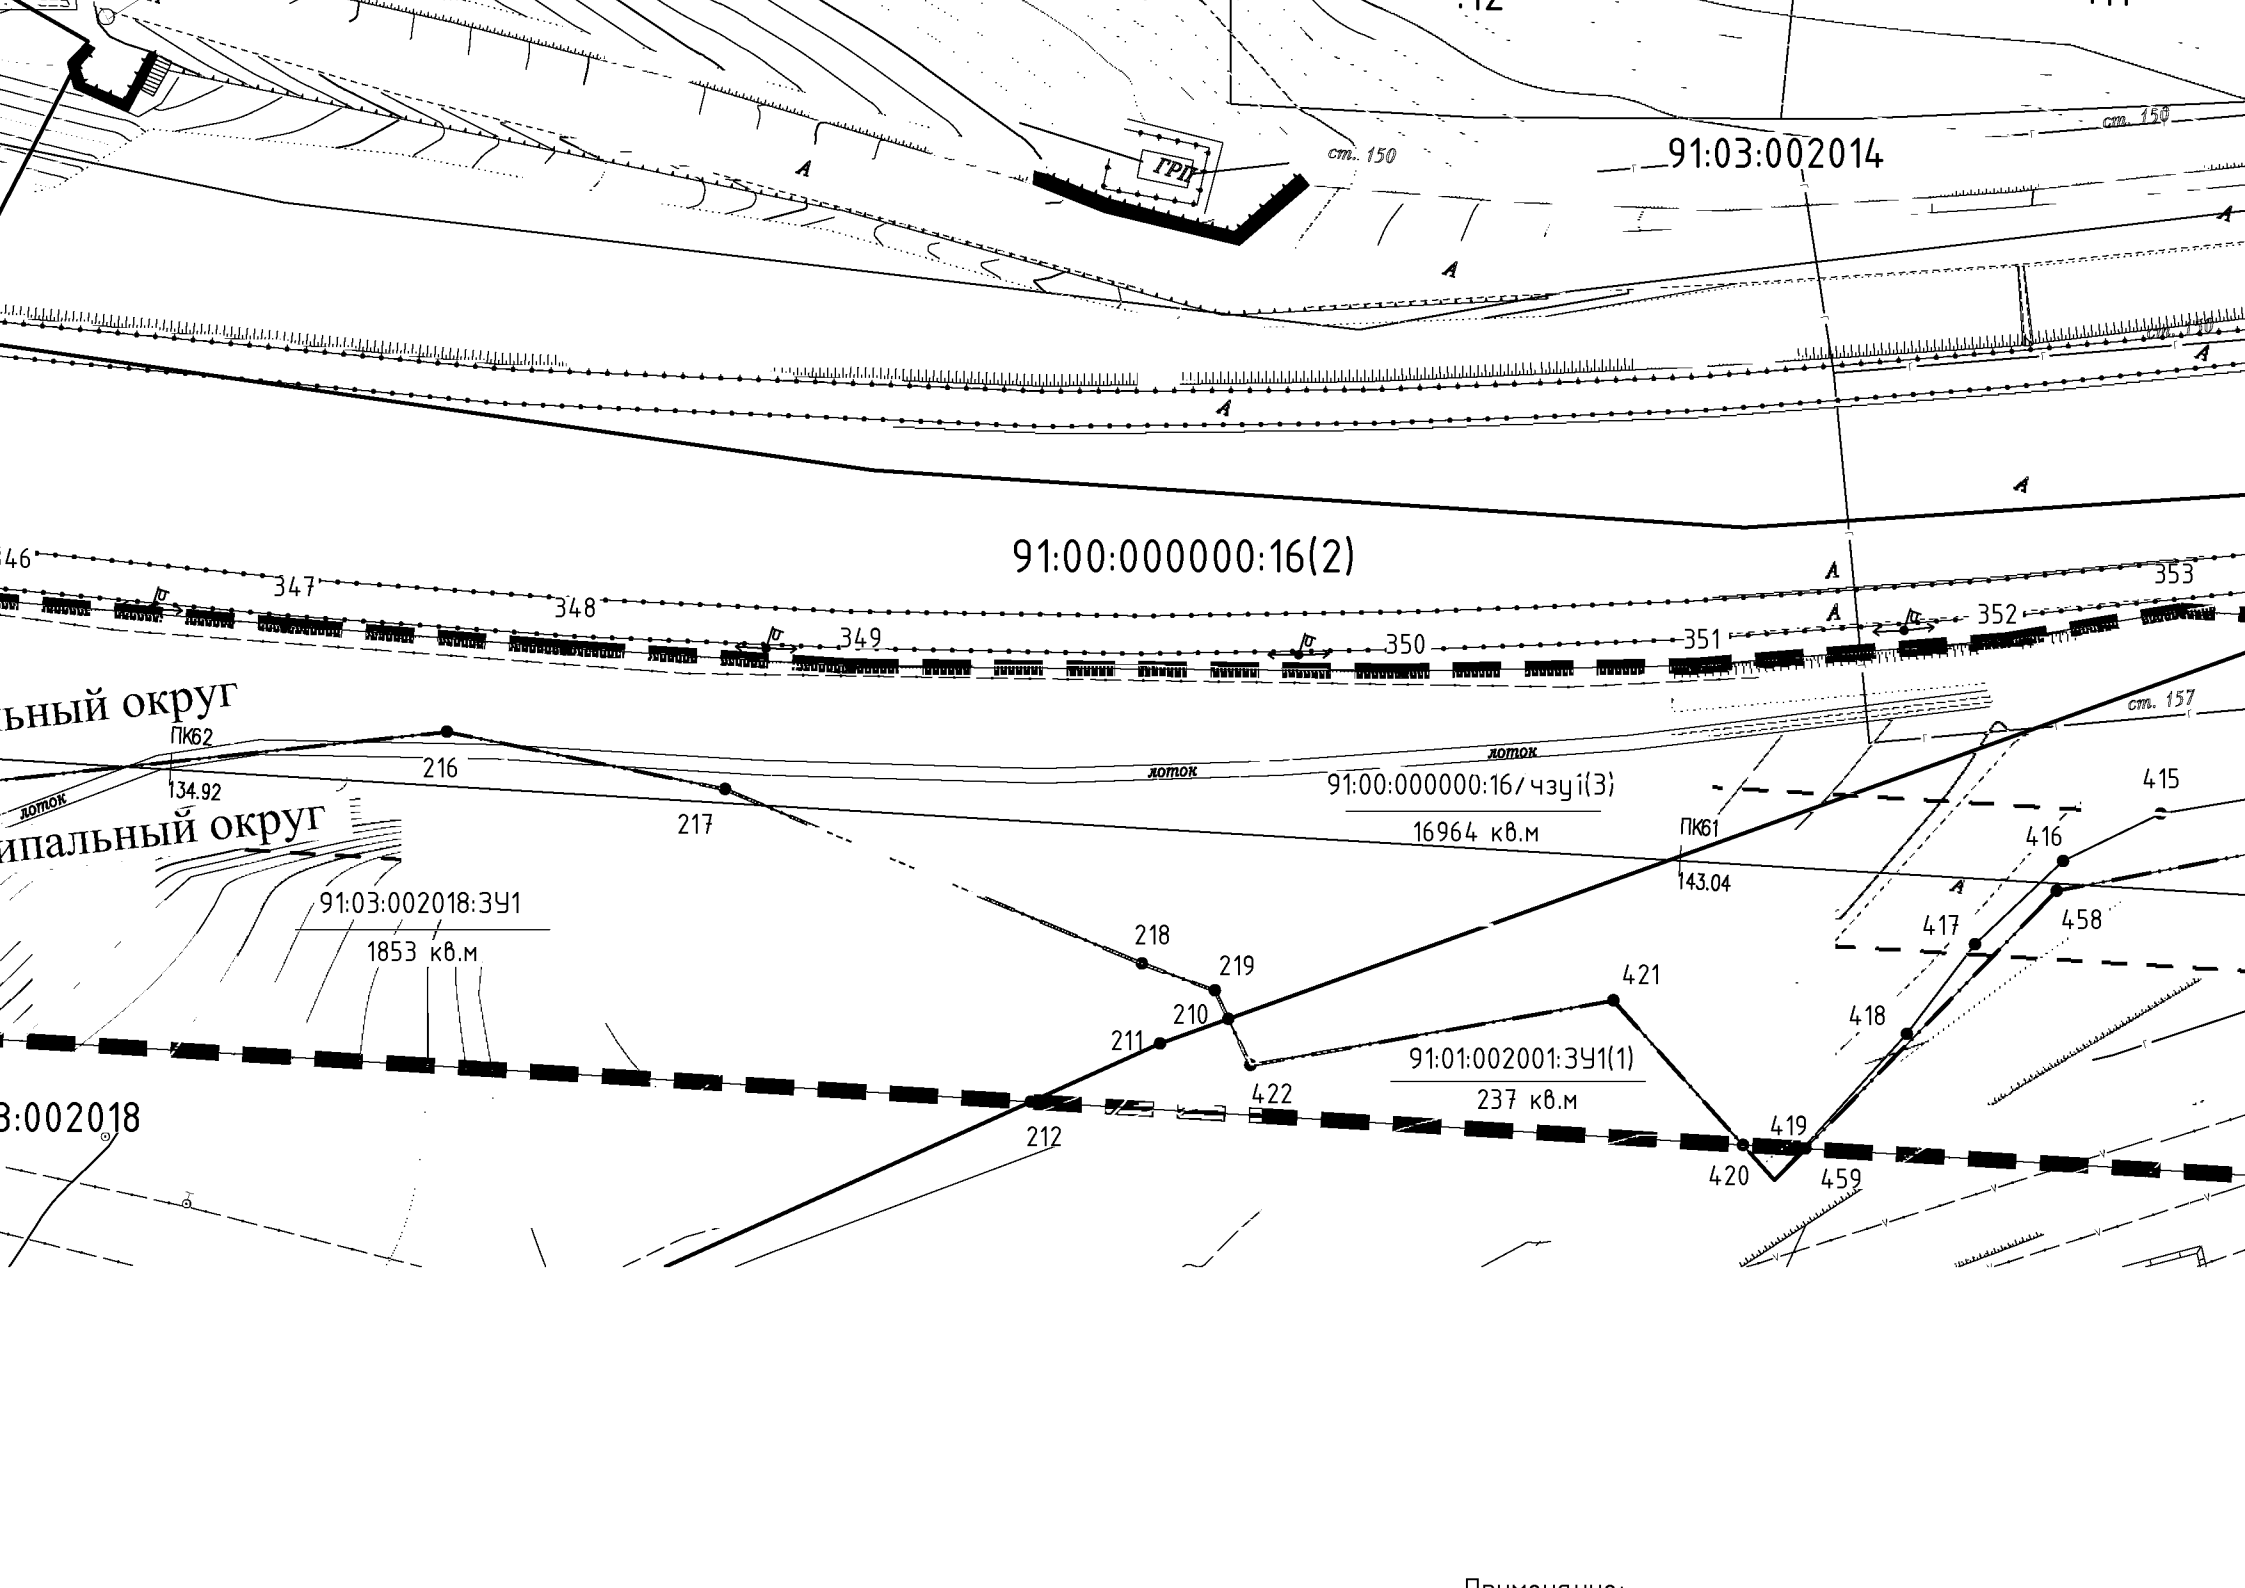 ст. 150
91:03:002014
ГРП
ст. 150
А
А
А
А
ст. 150
А
А
91:00:000000:16(2)
А
А
346
347
348
349
350
351
352
353
льный округ
ст. 157
ПК62
216
лоток
лоток
91:00:000000:16/чзуi(3)
16964 кв.м
415
134.92
лоток
217
ПК61
416
ипальный округ
143.04
А
91:03:002018:ЗУ1
1853 кв.м
417
458
218
219
421
210
211
418
91:01:002001:ЗУ1(1)
237 кв.м
422
3:002018
212
419
420
459